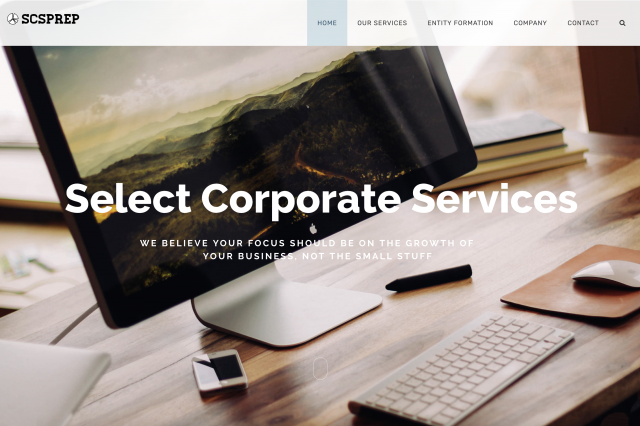 SCSPREP
HOME
OUR SERVICES
ENTITY FORMATION
COMPANY
CONTACT
Select Corporate Services
WE BELIEVE YOUR FOCUS SHOULD BE ON THE GROWTH OF
YOUR BUSINESS, NOT THE SMALL STUFF